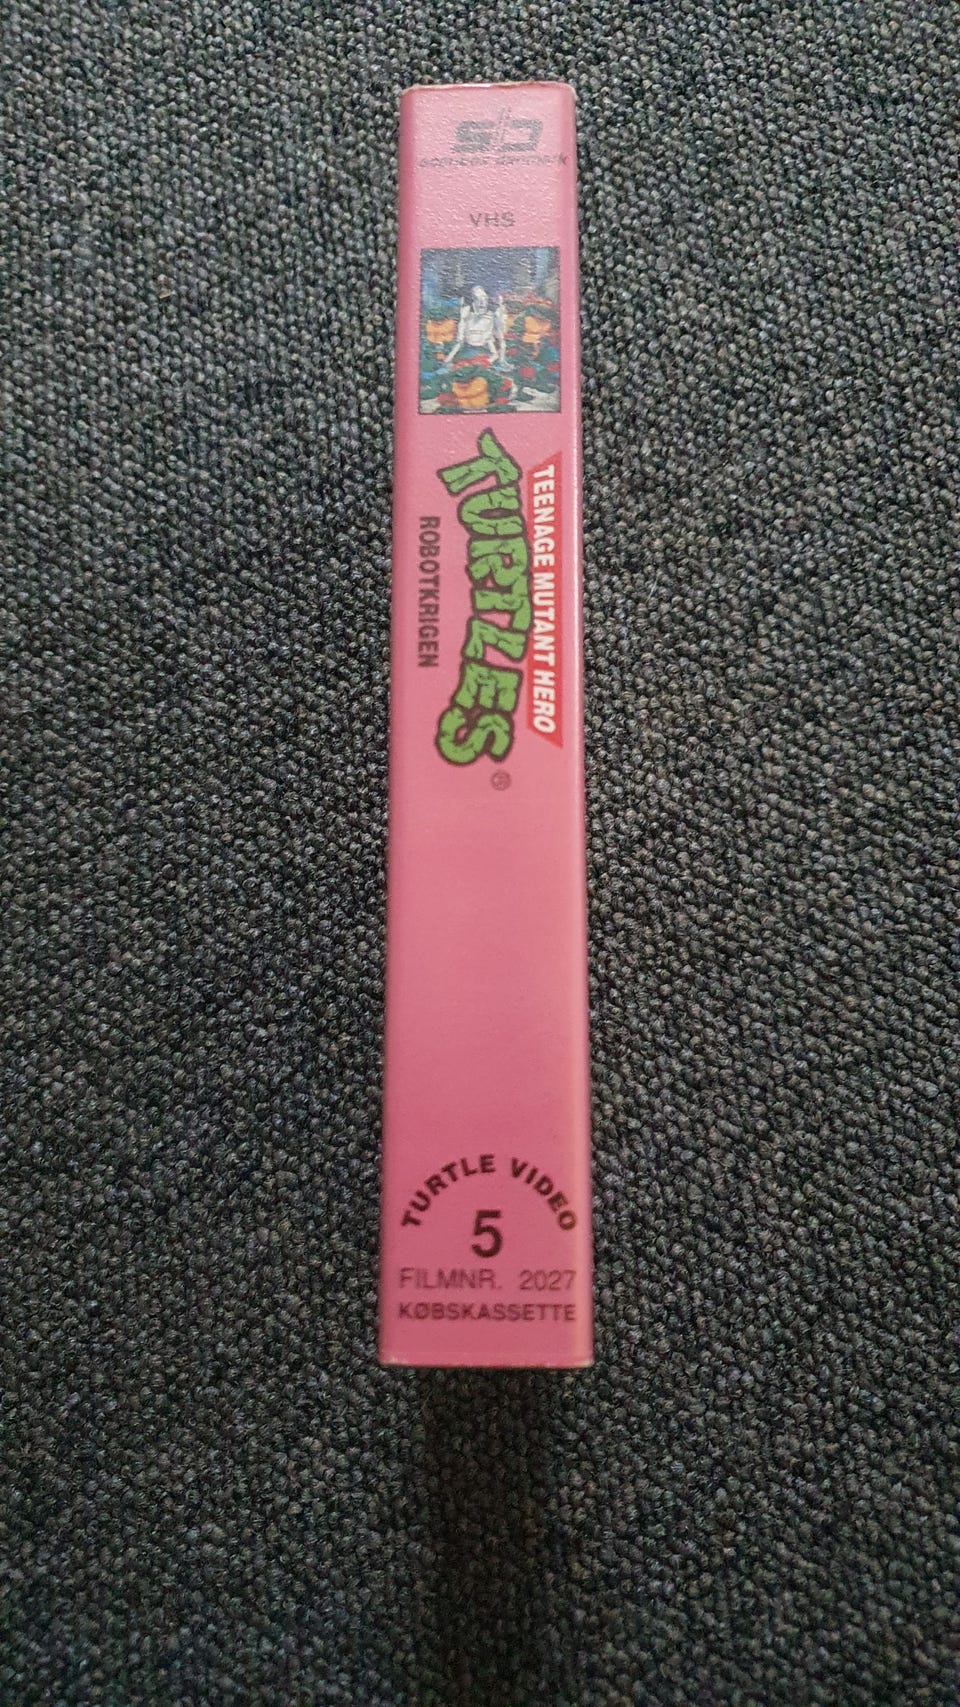 VHS
TEENAGE MUTANT HERO
TURTLES
®
ROBOTKRIGEN
TURTLE VIDEO
5
FILMNR. 2027
KØBSKASSETTE